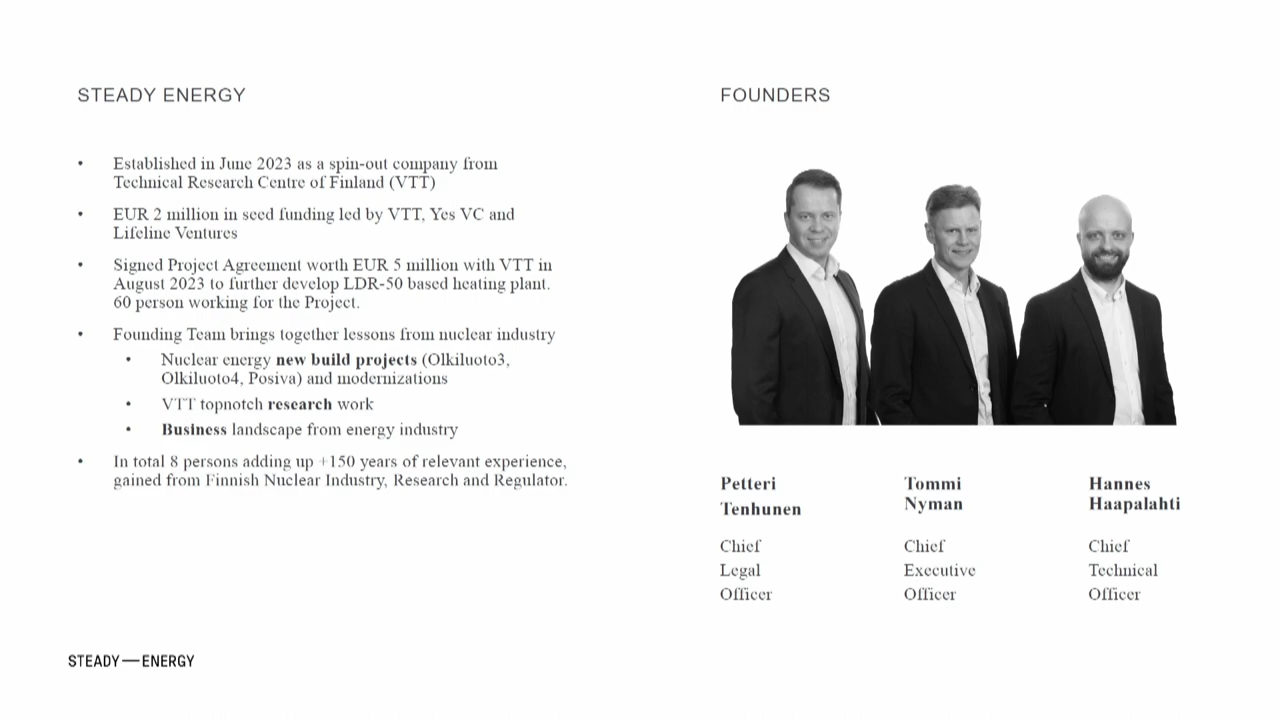 STEADY ENERGY
• Established in June 2023 as a spin-out company from
Technical Research Centre of Finland (VTT)
• EUR 2 million in seed funding led by VTT, Yes VC and
Lifeline Ventures
• Signed Project Agreement worth EUR 5 million with VTT in
August 2023 to further develop LDR-50 based heating plant.
60 person working for the Project.
• Founding Team brings together lessons from nuclear industry
• Nuclear energy new build projects (Olkiluoto3,
Olkiluoto4, Posiva) and modernizations
• VTT topnotch research work
• Business landscape from energy industry
• In total 8 persons adding up +150 years of relevant experience,
gained from Finnish Nuclear Industry, Research and Regulator.
FOUNDERS
Petteri
Tenhunen
Chief
Legal
Officer
Tommi
Nyman
Chief
Executive
Officer
Hannes
Haapalahti
Chief
Technical
Officer
STEADY—ENERGY